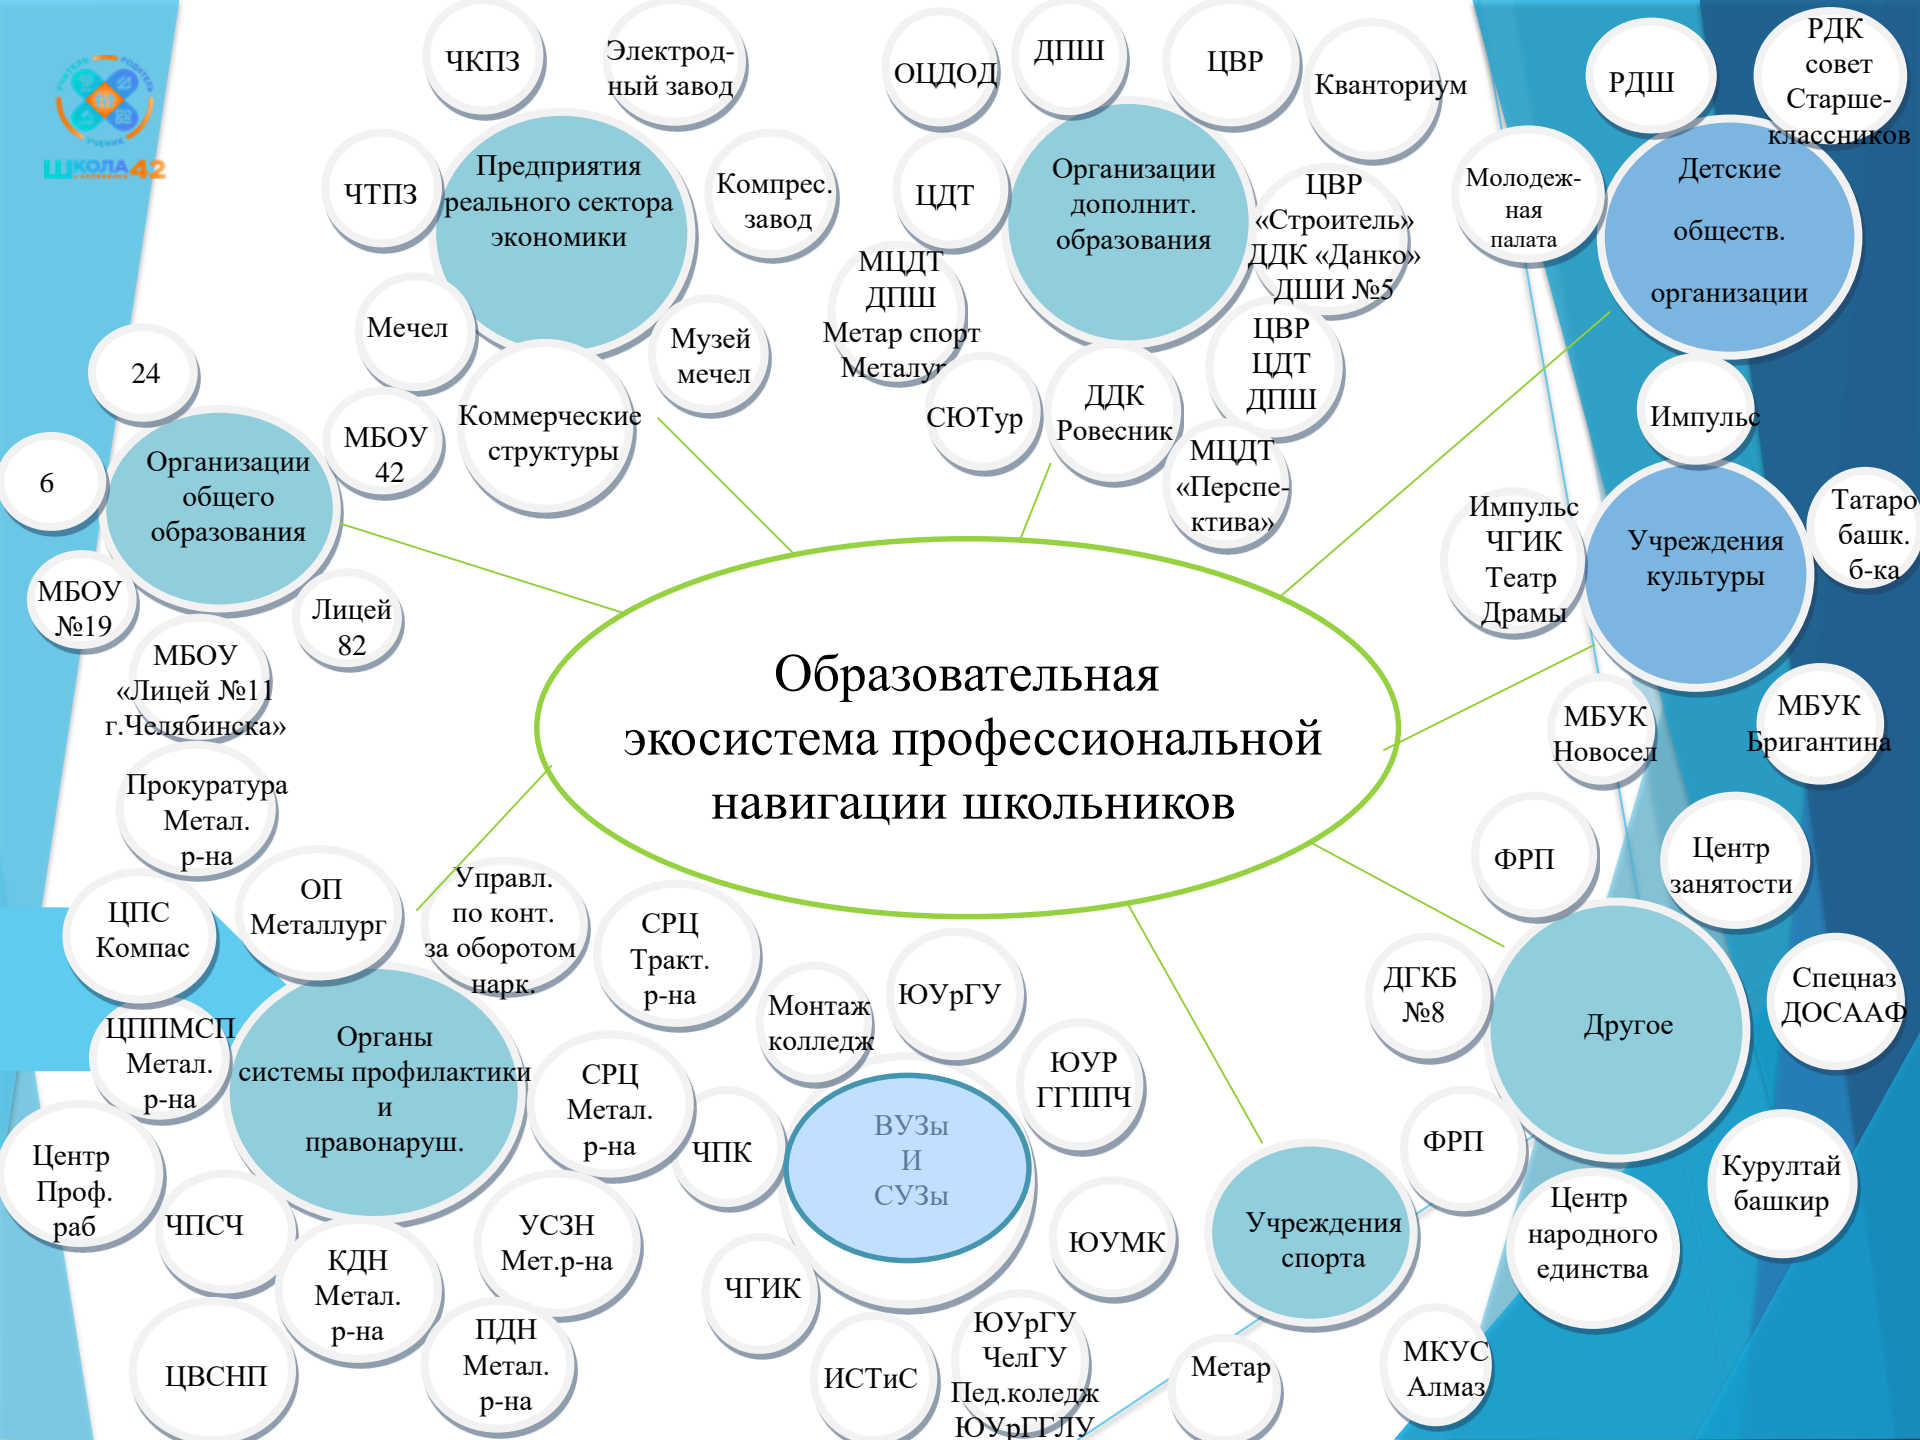 УЧИТЕЛЬ
РОДИТЕЛЬ
УЧЕНИК
ШКОЛА 42
ЧКПЗ
Электрод-
ный завод
ЧТПЗ
Предприятия
реального сектора
экономики
Компрес.
завод
Мечел
Музей
мечел
Коммерческие
структуры
ОЦДОД
ДПШ
ЦВР
Кванториум
ЦДТ
Организации
дополнит.
образования
ЦВР
«Строитель»
ДДК «Данко»
ДШИ №5
МЦДТ
ДПШ
Метар спорт
Металург
ЦВР
ЦДТ
ДПШ
СЮТур
ДДК
Ровесник
МЦДТ
«Перспе-
ктива»
РДШ
РДК
совет
Старше-
классников
Молодеж-
ная
палата
Детские
обществ.
организации
Импульс
Импульс
ЧГИК
Театр
Драмы
Учреждения
культуры
Татаро
башк.
б-ка
МБУК
Новосел
МБУК
Бригантина
24
6
Организации
общего
образования
МБОУ
42
МБОУ
№19
Лицей
82
МБОУ
«Лицей №11
г.Челябинска»
Образовательная
экосистема профессиональной
навигации школьников
Прокуратура
Метал.
р-на
ЦПС
Компас
ОП
Металлург
Управл.
по конт.
за оборотом
нарк.
СРЦ
Тракт.
р-на
ЦППМСП
Метал.
р-на
Органы
системы профилактики
и
правонаруш.
СРЦ
Метал.
р-на
Центр
Проф.
раб
ЧПСЧ
КДН
Метал.
р-на
УСЗН
Мет.р-на
ЦВСНП
ПДН
Метал.
р-на
Монтаж
колледж
ЮУрГУ
ЮУР
ГГППЧ
ЧПК
ВУЗы
И
СУЗы
ЮУМК
ЧГИК
ИСТиС
ЮУрГУ
ЧелГУ
Пед.коледж
ЮУрГГЛУ
Учреждения
спорта
Метар
МКУС
Алмаз
ФРП
Центр
занятости
ДГКБ
№8
Другое
Спецназ
ДОСААФ
ФРП
Центр
народного
единства
Курултай
башкир